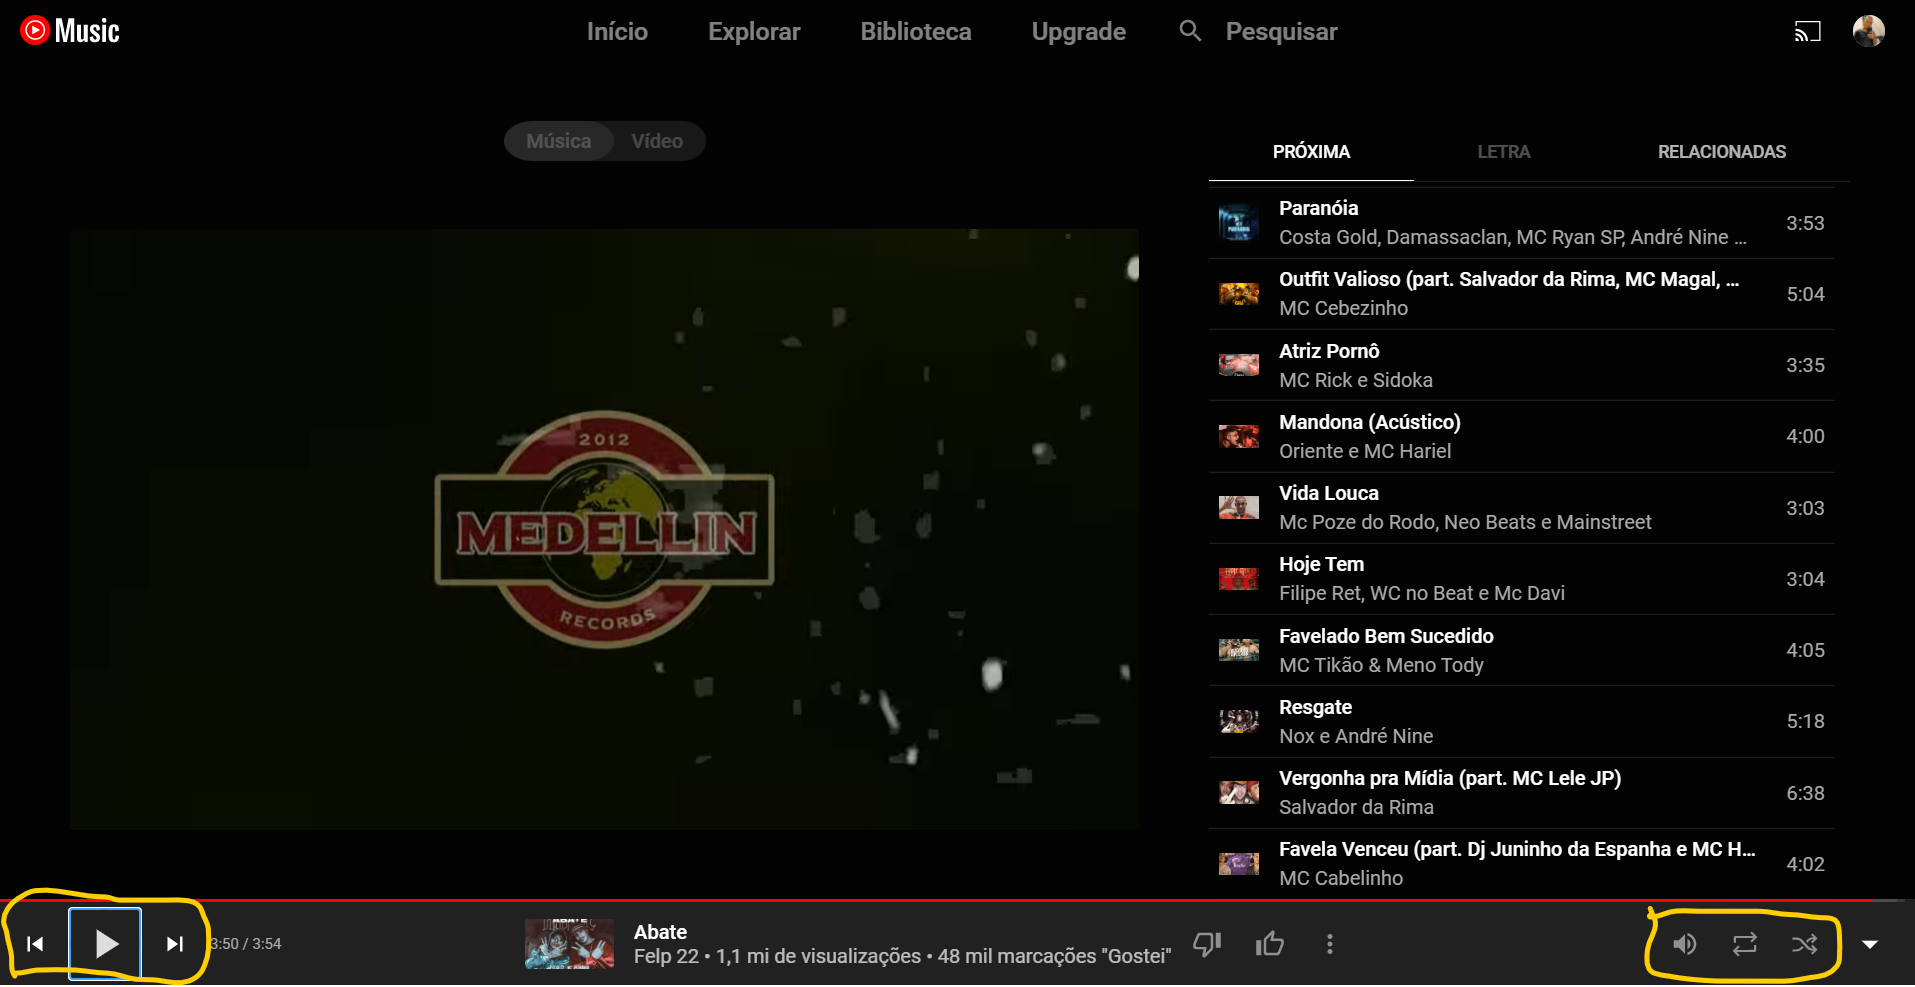 Music
Início
Explorar
Biblioteca
Upgrade
Pesquisar
Música
Vídeo
2012
MEDELLIN
RECORDS
PRÓXIMA
LETRA
RELACIONADAS
Paranóia
3:53
Costa Gold, Damassaclan, MC Ryan SP, André Nine ...
Outfit Valioso (part. Salvador da Rima, MC Magal, ...
5:04
MC Cebezinho
Atriz Pornô
3:35
MC Rick e Sidoka
Mandona (Acústico)
4:00
Oriente e MC Hariel
Vida Louca
3:03
Mc Poze do Rodo, Neo Beats e Mainstreet
Hoje Tem
3:04
Filipe Ret, WC no Beat e Mc Davi
Favelado Bem Sucedido
4:05
MC Tikão & Meno Tody
Resgate
5:18
Nox e André Nine
Vergonha pra Mídia (part. MC Lele JP)
6:38
Salvador da Rima
Favela Venceu (part. Dj Juninho da Espanha e MC H...
4:02
MC Cabelinho
3:50 / 3:54
ABATE
Abate
Felp 22 • 1,1 mi de visualizações • 48 mil marcações "Gostei"